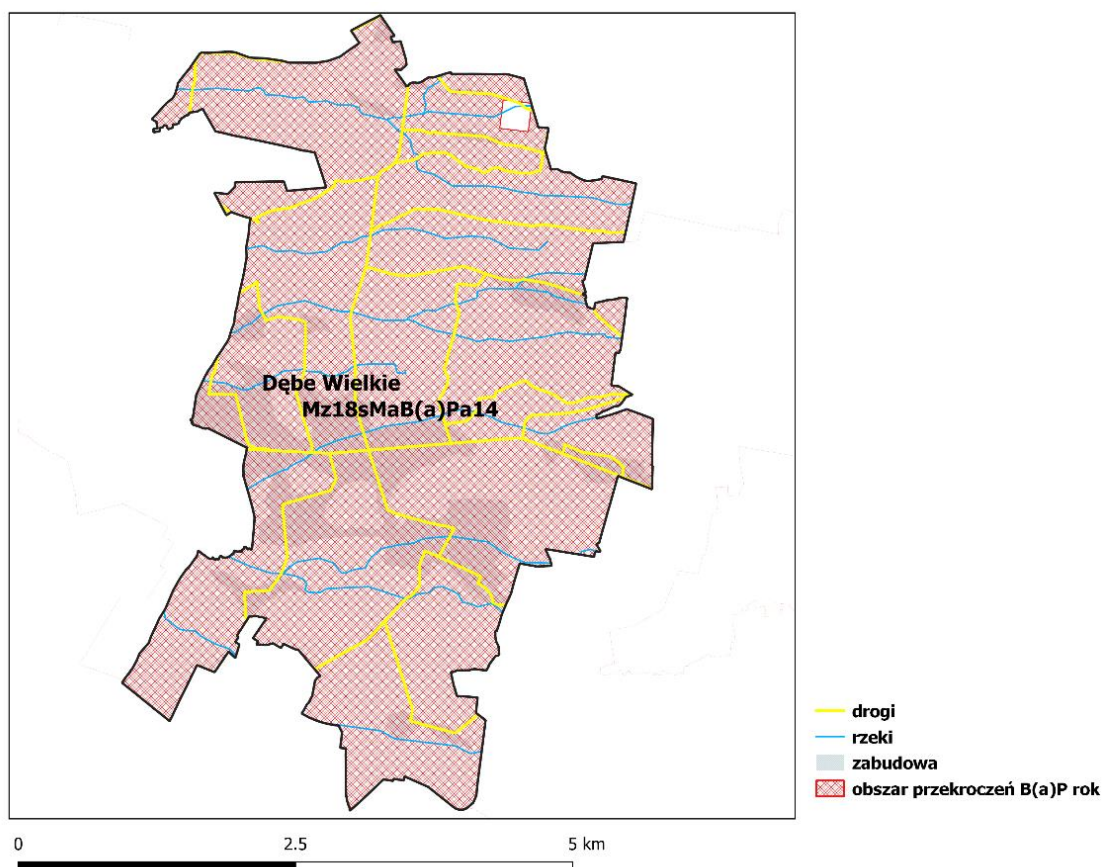 Dębe Wielkie
Mz18sMaB(a)Pa14
drogi
rzeki
zabudowa
obszar przekroczeń B(a)P rok
0 2.5 5 km